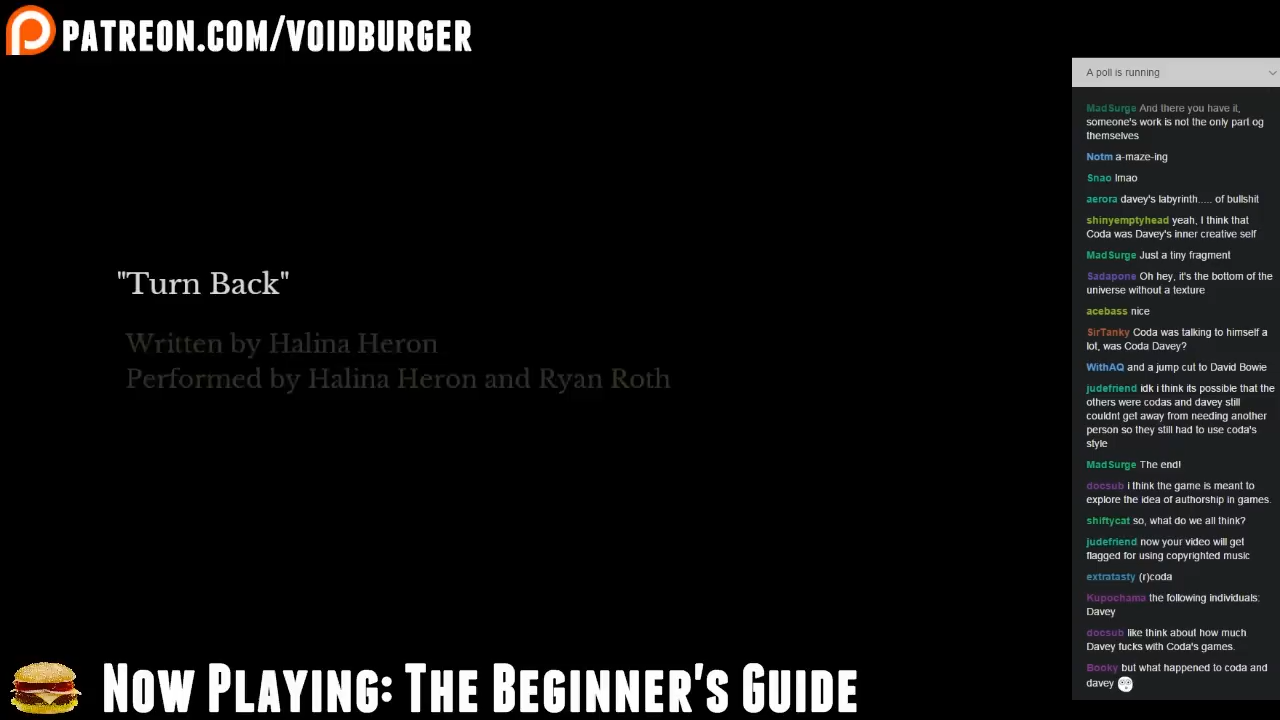 PATREON.COM/VOIDBURGER
"Turn Back"
Written by Halina Heron
Performed by Halina Heron and Ryan Roth
A poll is running
MadSurge And there you have it,
someone's work is not the only part og
themselves
Notm a-maze-ing
Snao lmao
aerora davey's labyrinth..... of bullshit
shinyemptyhead yeah, I think that
Coda was Davey's inner creative self
MadSurge Just a tiny fragment
Sadapone Oh hey, it's the bottom of the
universe without a texture
acebass nice
SirTanky Coda was talking to himself a
lot, was Coda Davey?
WithAQ and a jump cut to David Bowie
judefriend idk i think its possible that the
others were codas and davey still
couldnt get away from needing another
person so they still had to use coda's
style
MadSurge The end!
docsub i think the game is meant to
explore the idea of authorship in games.
shiftycat so, what do we all think?
judefriend now your video will get
flagged for using copyrighted music
extratasty (r)coda
Kupochama the following individuals:
Davey
docsub like think about how much
Davey fucks with Coda's games.
Booky but what happened to coda and
davey
NOW PLAYING: THE BEGINNER'S GUIDE